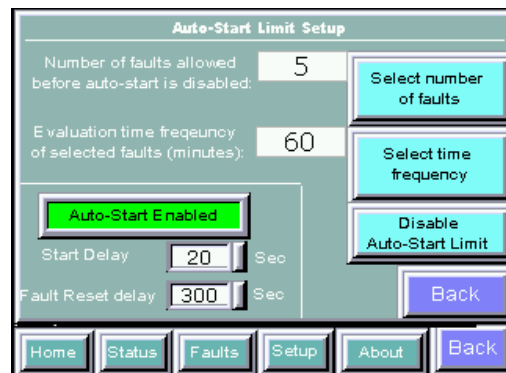 Auto-Start Limit Setup
Number of faults allowed
before auto-start is disabled:
5
Select number
of faults
Evaluation time freqeuncy
of selected faults (minutes):
60
Select time
frequency
Auto-Start Enabled
Disable
Auto-Start Limit
Start Delay
20
Sec
Fault Reset delay
300
Sec
Back
Home
Status
Faults
Setup
About
Back